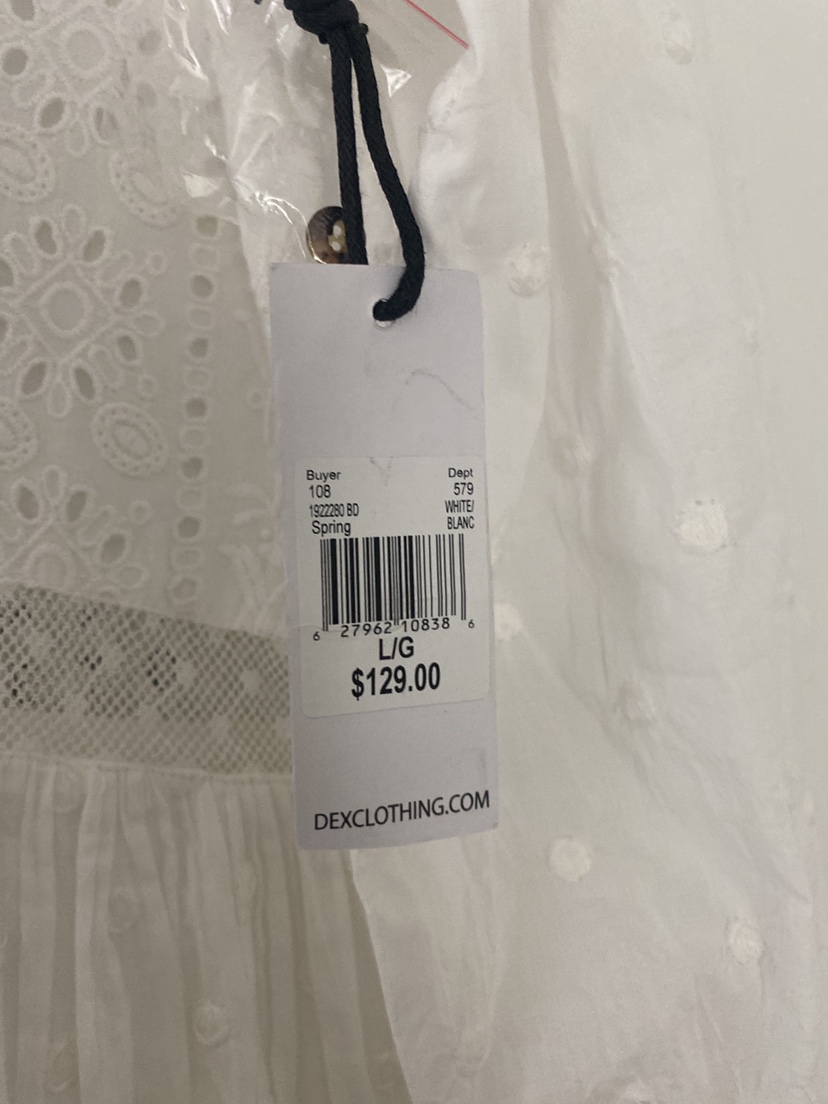 Buyer Dept
108 579
1922280 BD WHITE/
Spring BLANC
6 27962 10838 6
L/G
$129.00
DEXCLOTHING.COM